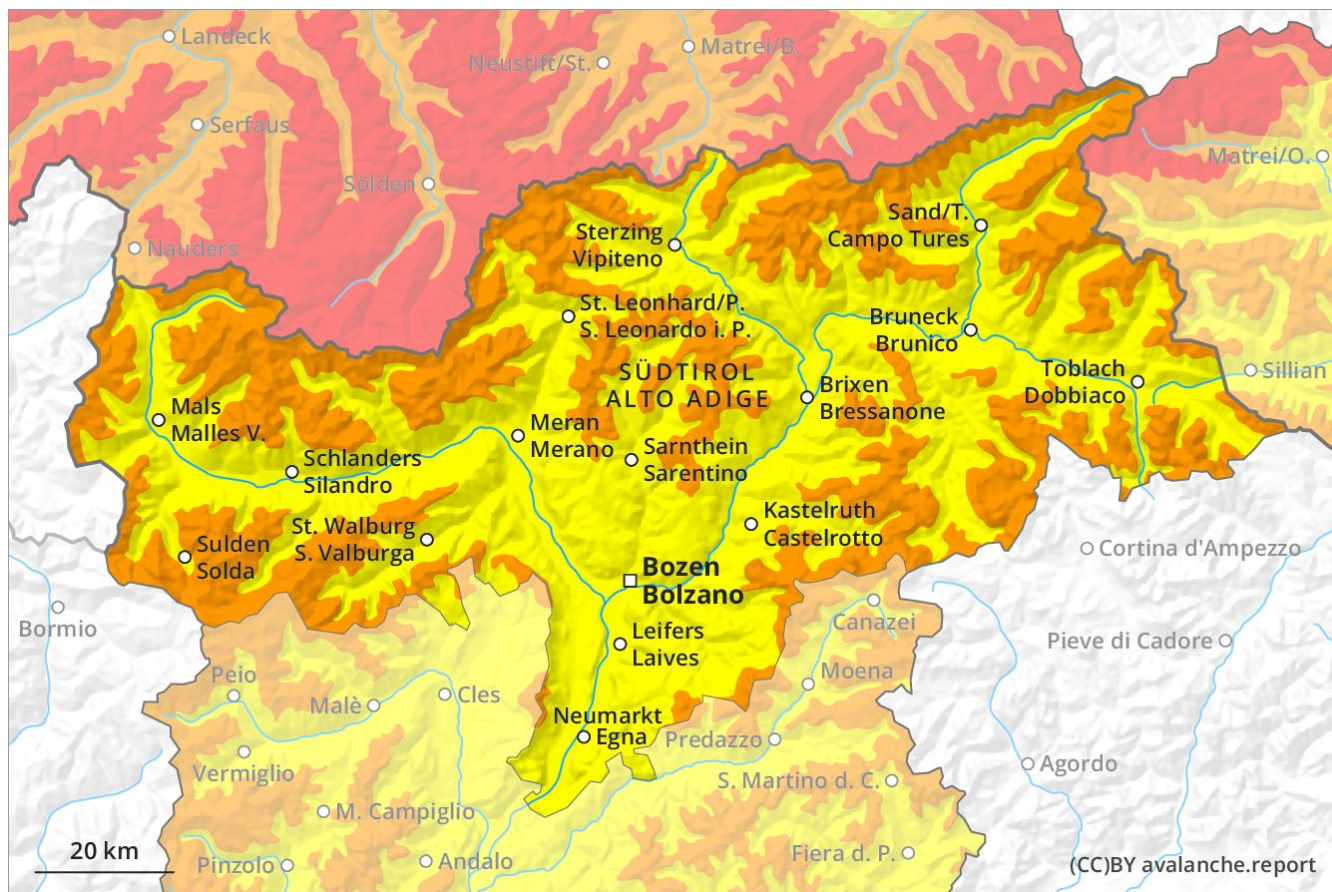 Landeck
Matrei/B.
Neustift/St.
Serfaus
Matrei/O.
Sölden
Sand/T.
Campo Tures
Sterzing
Vipiteno
Nauders
St. Leonhard/P.
S. Leonardo i. P.
Bruneck
Brunico
SÜDTIROL
ALTO ADIGE
Toblach
Dobbiaco
Sillian
Brixen
Bressanone
Mals
Malles V.
Meran
Merano
Sarnthein
Sarentino
Schlanders
Silandro
Kastelruth
Castelrotto
St. Walburg
S. Valburga
Sulden
Solda
Cortina d'Ampezzo
Bozen
Bolzano
Bormio
Canazei
Leifers
Laives
Pieve di Cadore
Peio
Moena
Malè
Cles
Neumarkt
Egna
Predazzo
Vermiglio
Agordo
S. Martino d. C.
M. Campiglio
20 km
Pinzolo
Andalo
Fiera d. P.
(CC)BY avalanche.report